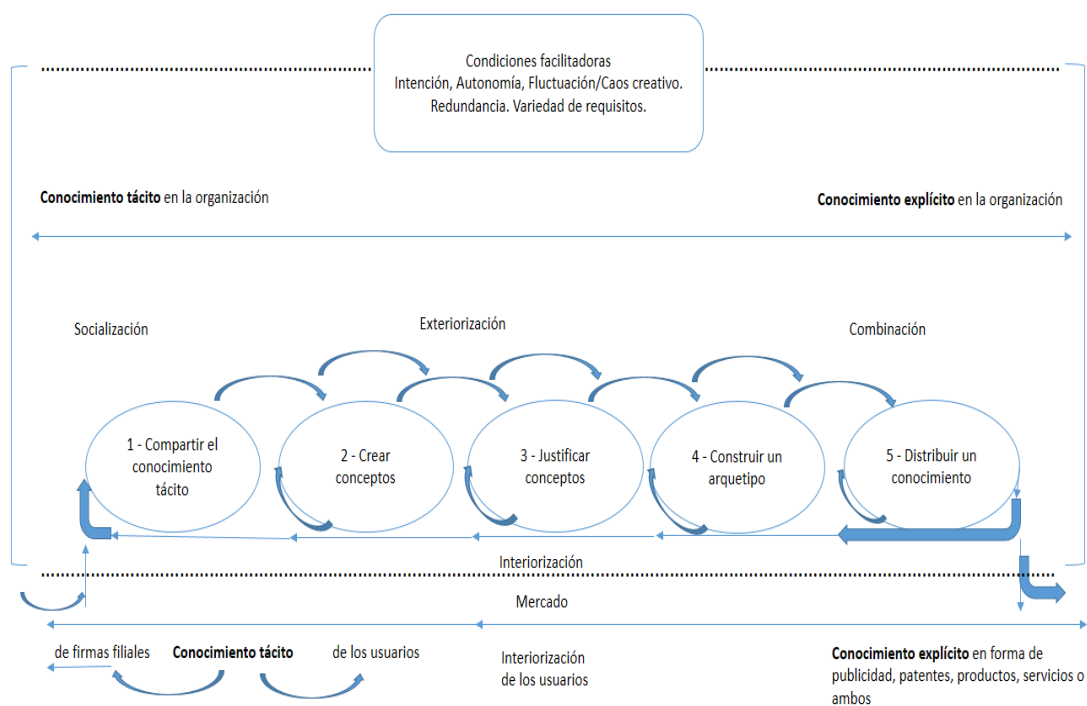 Condiciones facilitadoras
Intención, Autonomía, Fluctuación/Caos creativo.
Redundancia. Variedad de requisitos.
Conocimiento tácito en la organización
Conocimiento explícito en la organización
Socialización
Exteriorización
Combinación
1 - Compartir el
conocimiento
tácito
2 - Crear
conceptos
3 - Justificar
conceptos
4 - Construir un
arquetipo
5 - Distribuir un
conocimiento
Interiorización
Mercado
de firmas filiales
Conocimiento tácito
de los usuarios
Interiorización
de los usuarios
Conocimiento explícito en forma de
publicidad, patentes, productos, servicios o
ambos